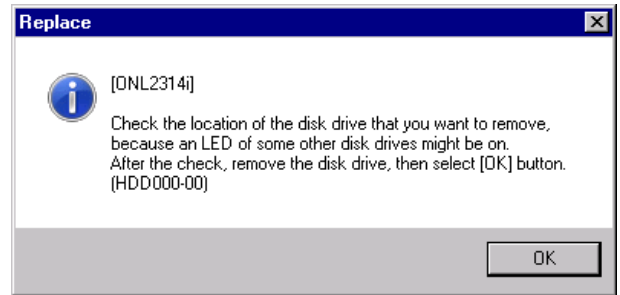 Replace
[ONL2314i]
Check the location of the disk drive that you want to remove,
because an LED of some other disk drives might be on.
After the check, remove the disk drive, then select [OK] button.
(HDD000-00)
OK